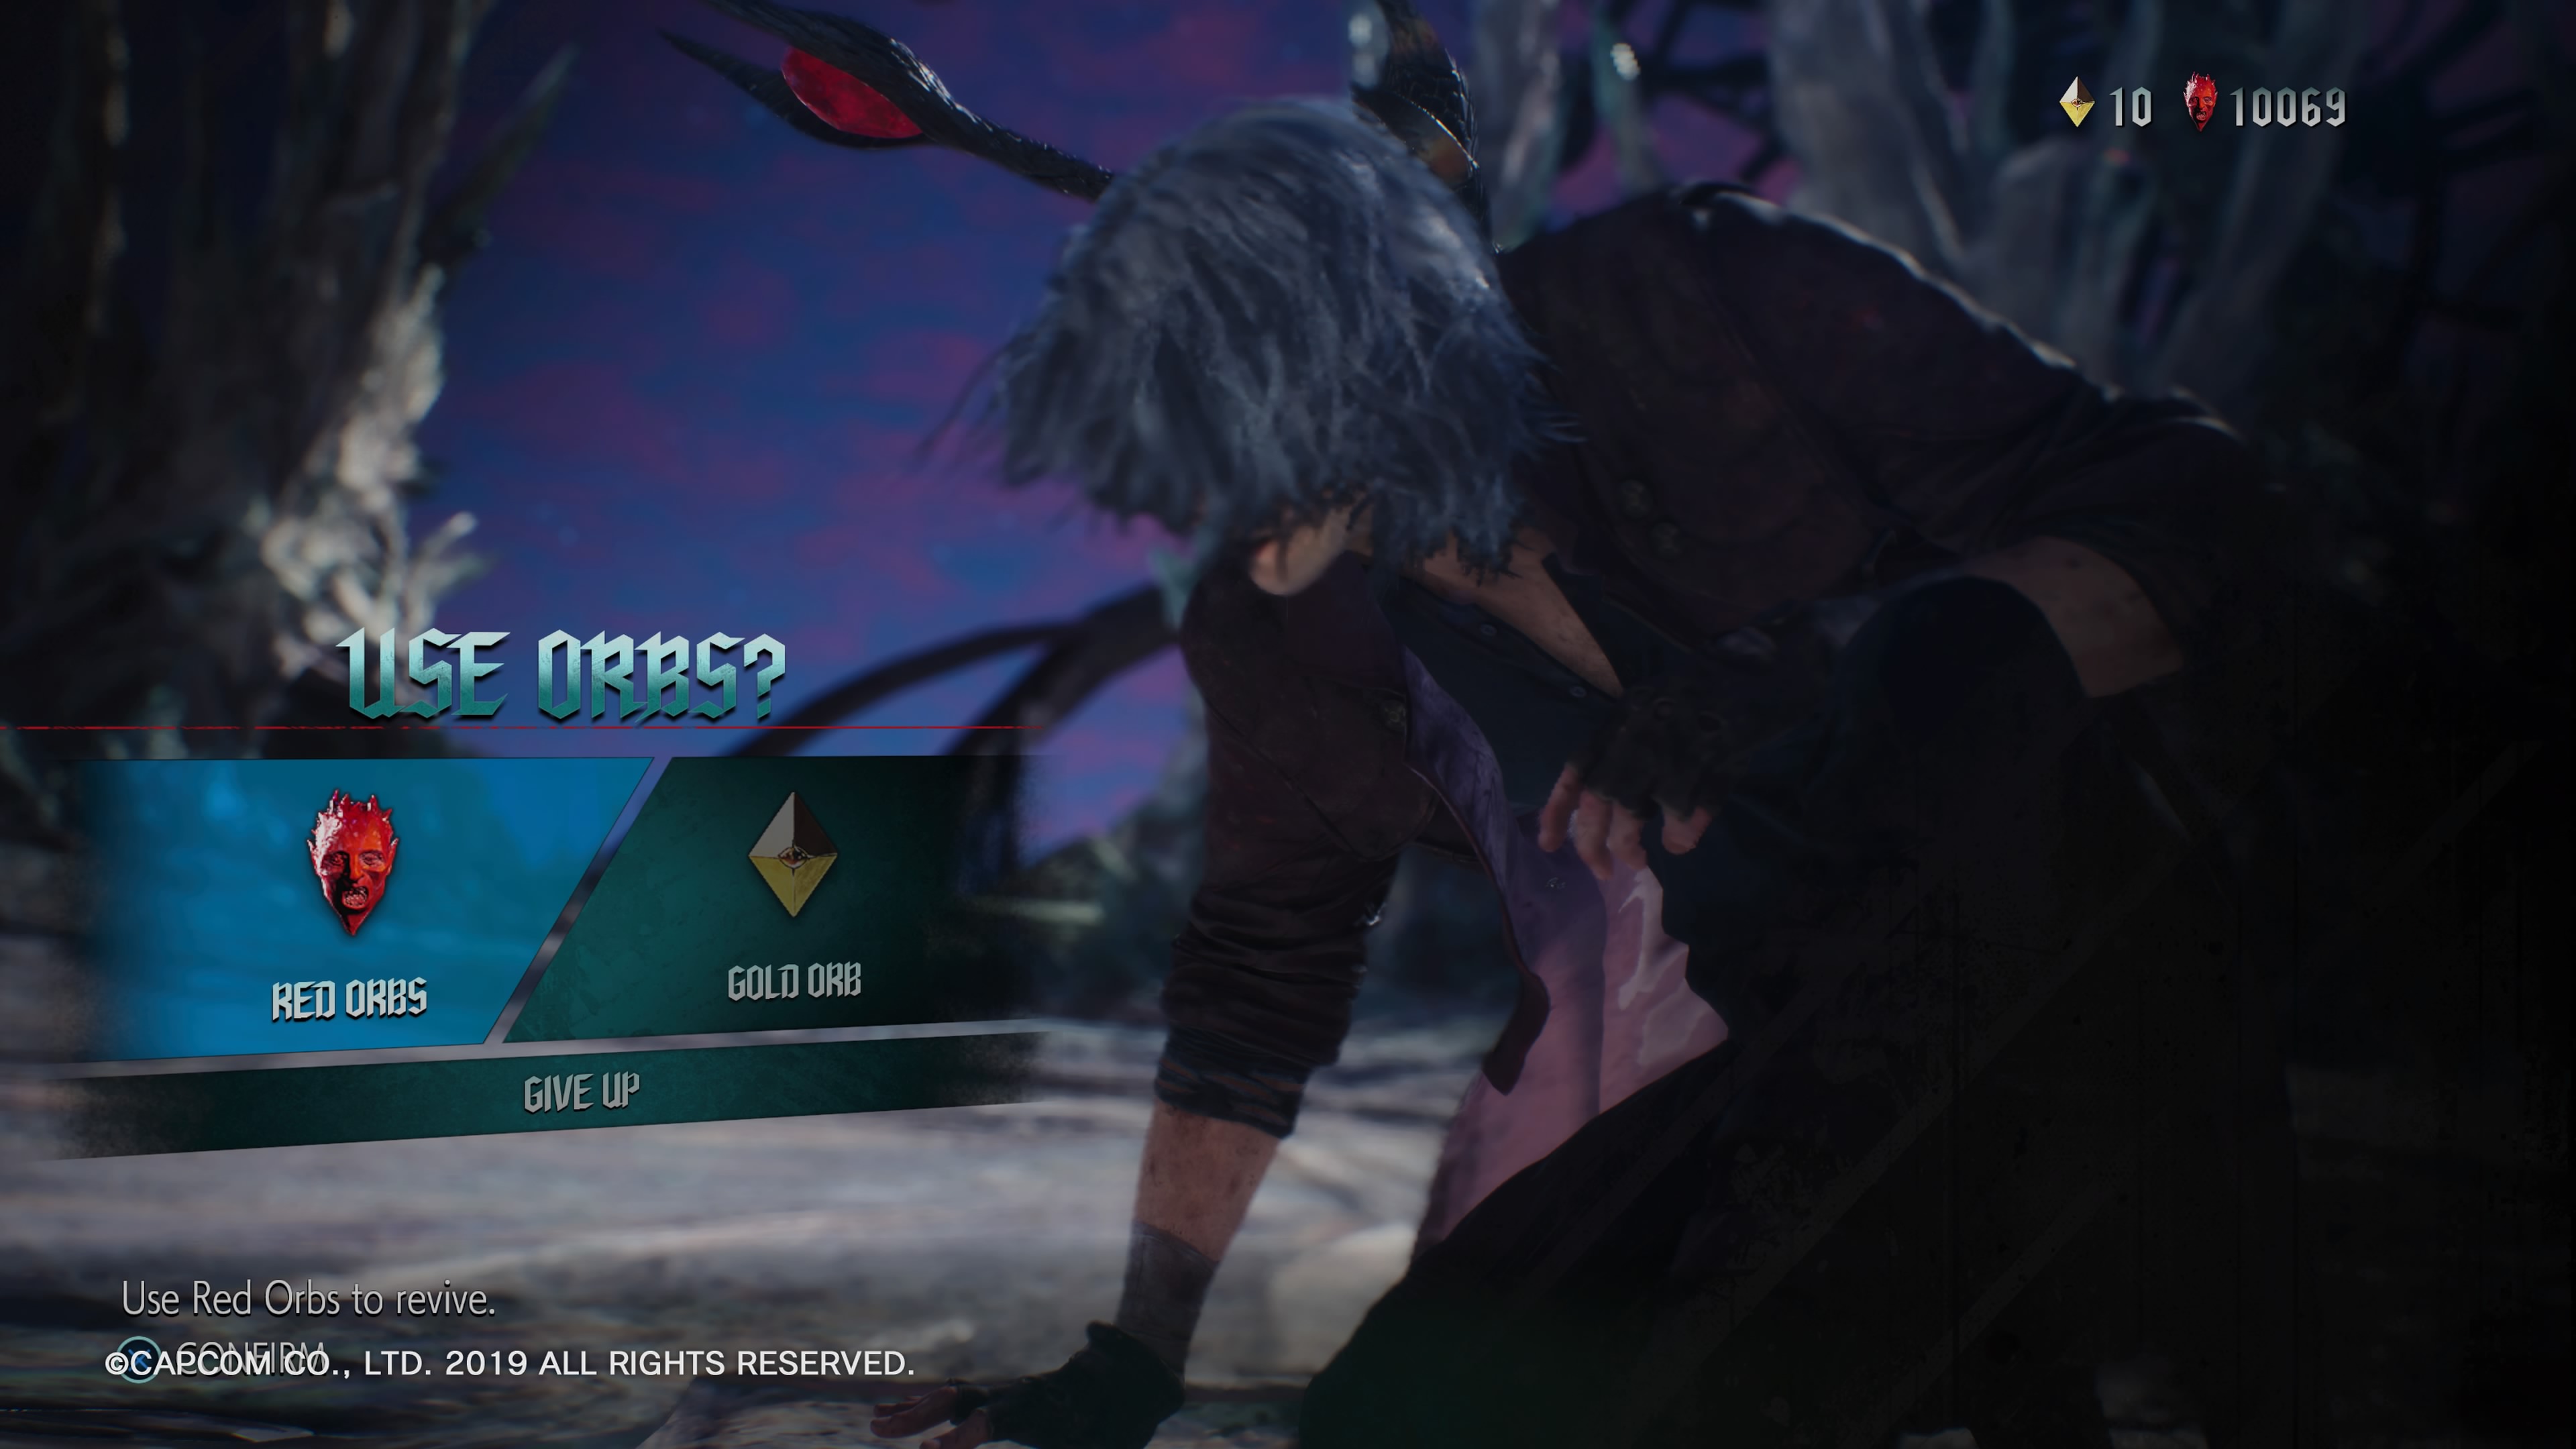 10 10069
USE ORBS?
RED ORBS
GOLD ORB
GIVE UP
Use Red Orbs to revive.
CONFIRM
©CAPCOM CO., LTD. 2019 ALL RIGHTS RESERVED.